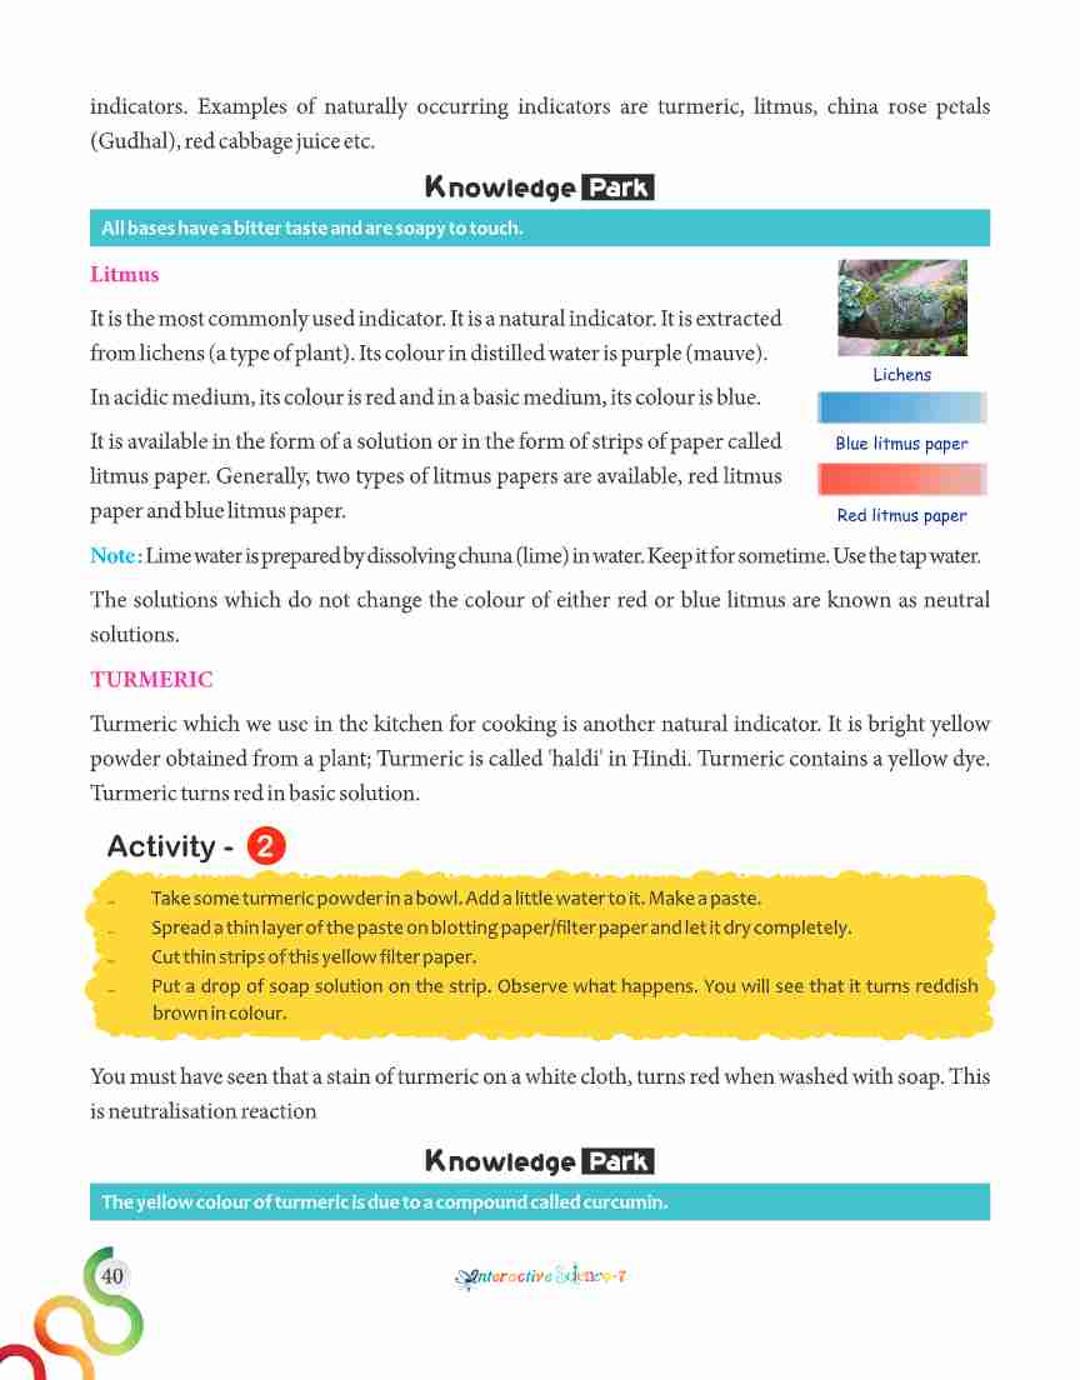 indicators. Examples of naturally occurring indicators are turmeric, litmus, china rose petals
(Gudhal), red cabbage juice etc.
Knowledge Park
All bases have a bitter taste and are soapy to touch.
Litmus
It is the most commonly used indicator. It is a natural indicator. It is extracted
from lichens (a type of plant). Its colour in distilled water is purple (mauve).
Lichens
In acidic medium, its colour is red and in a basic medium, its colour is blue.
It is available in the form of a solution or in the form of strips of paper called
litmus paper. Generally, two types of litmus papers are available, red litmus
paper and blue litmus paper.
Blue litmus paper
Red litmus paper
Note: Lime water is prepared by dissolving chuna (lime) in water. Keep it for sometime. Use the tap water.
The solutions which do not change the colour of either red or blue litmus are known as neutral
solutions.
TURMERIC
Turmeric which we use in the kitchen for cooking is another natural indicator. It is bright yellow
powder obtained from a plant; Turmeric is called 'haldi' in Hindi. Turmeric contains a yellow dye.
Turmeric turns red in basic solution.
Activity - 2
– Take some turmeric powder in a bowl. Add a little water to it. Make a paste.
– Spread a thin layer of the paste on blotting paper/filter paper and let it dry completely.
– Cut thin strips of this yellow filter paper.
– Put a drop of soap solution on the strip. Observe what happens. You will see that it turns reddish
brown in colour.
You must have seen that a stain of turmeric on a white cloth, turns red when washed with soap. This
is neutralisation reaction
Knowledge Park
The yellow colour of turmeric is due to a compound called curcumin.
40
Interactive Science-7